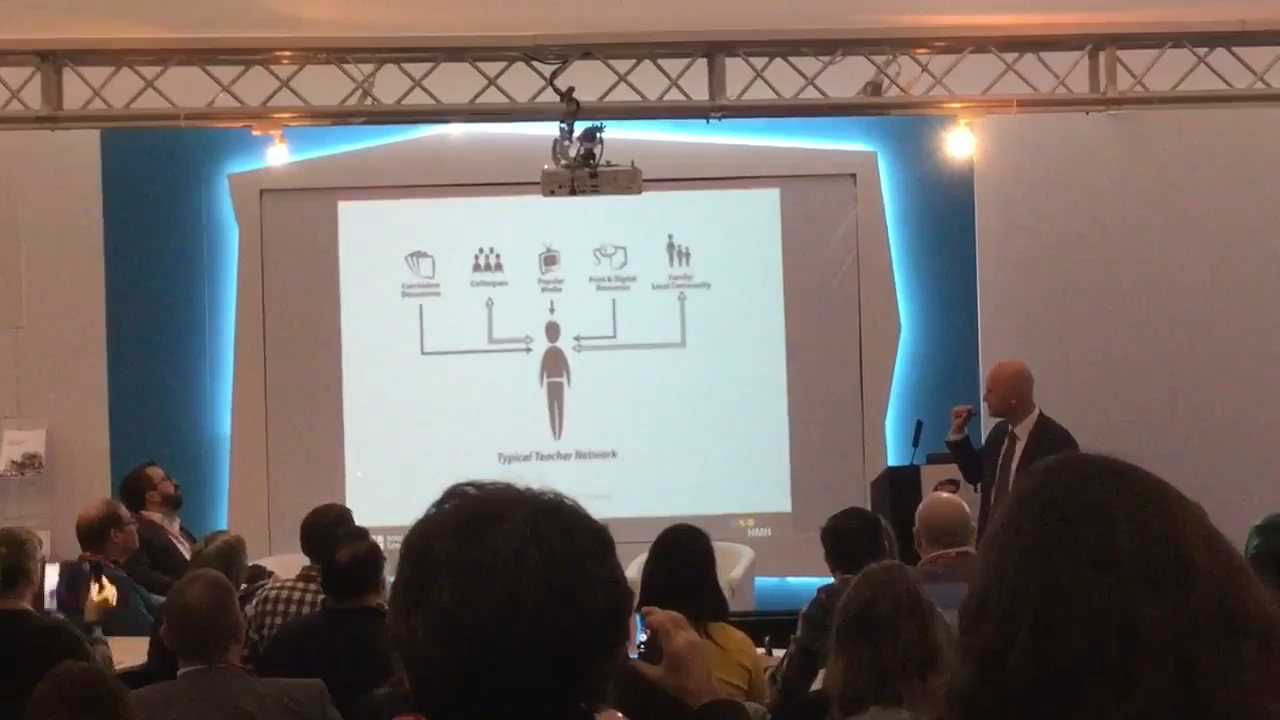 Curriculum
Documents
Colleagues
Popular
Media
Print & Digital
Resources
Family/
Local Community
Typical Teacher Network
HMH